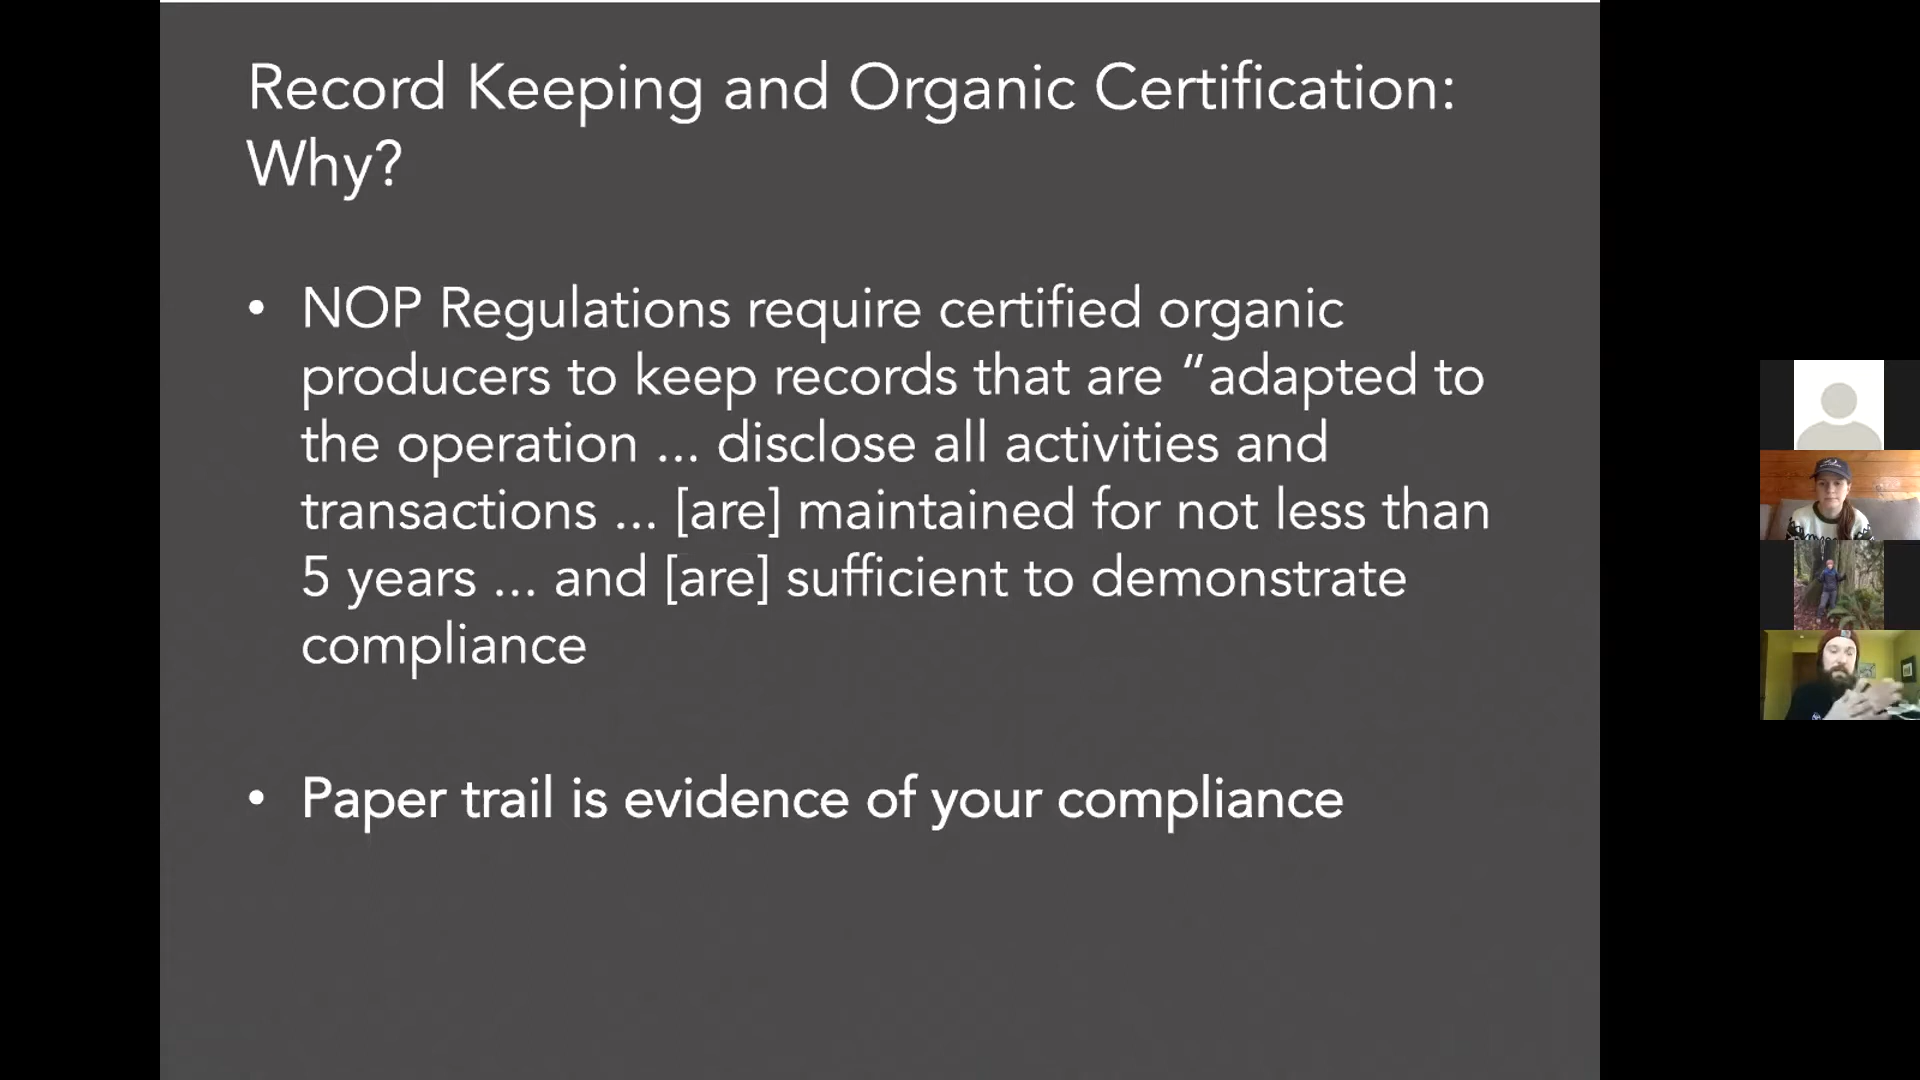 Record Keeping and Organic Certification:
Why?
• NOP Regulations require certified organic
producers to keep records that are “adapted to
the operation ... disclose all activities and
transactions ... [are] maintained for not less than
5 years ... and [are] sufficient to demonstrate
compliance
• Paper trail is evidence of your compliance